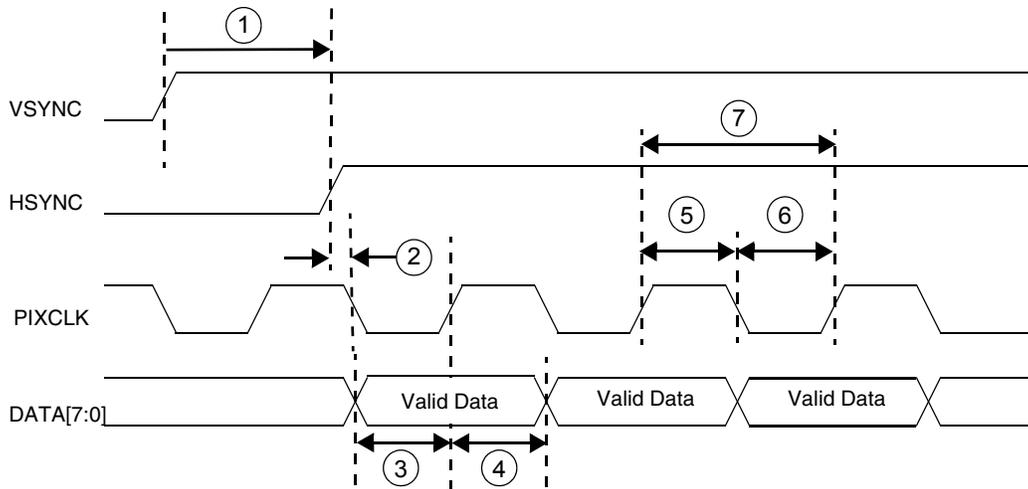 1
VSYNC
7
HSYNC
5
6
2
PIXCLK
DATA[7:0]
Valid Data
Valid Data
Valid Data
3
4